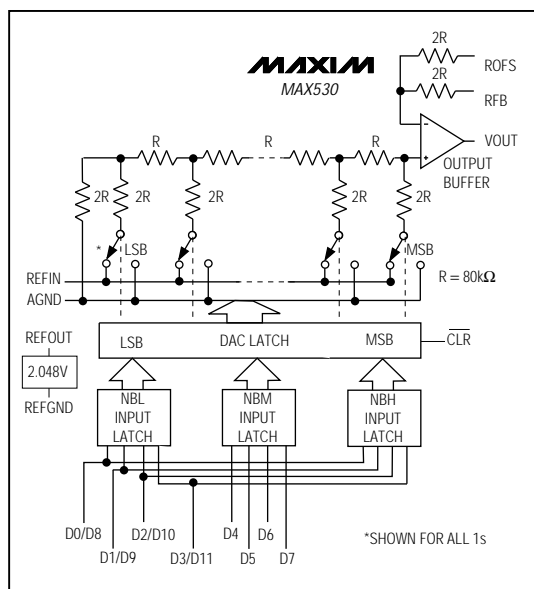 2R
ROFS
MAXIM
2R
MAX530
RFB
−
VOUT
R R R
+
OUTPUT
BUFFER
2R 2R 2R 2R 2R
* LSB MSB
REFIN
R = 80kΩ
AGND
REFOUT
LSB DAC LATCH MSB CLR
2.048V
REFGND
NBL
INPUT
LATCH
NBM
INPUT
LATCH
NBH
INPUT
LATCH
D0/D8 D2/D10 D4 D6
*SHOWN FOR ALL 1s
D1/D9 D3/D11 D5 D7